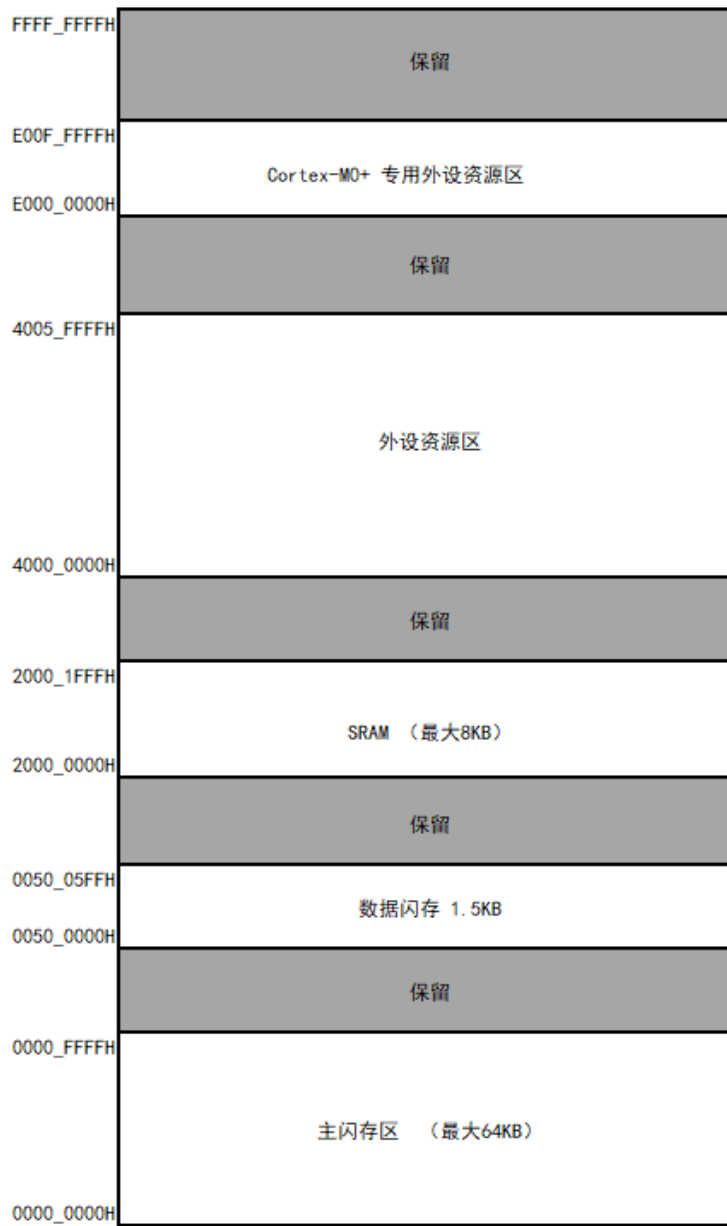 FFFF_FFFFH
保留
E00F_FFFFH
Cortex-M0+ 专用外设资源区
E000_0000H
保留
4005_FFFFH
外设资源区
4000_0000H
保留
2000_1FFFH
SRAM （最大8KB）
2000_0000H
保留
0050_05FFH
数据闪存 1.5KB
0050_0000H
保留
0000_FFFFH
主闪存区 （最大64KB）
0000_0000H